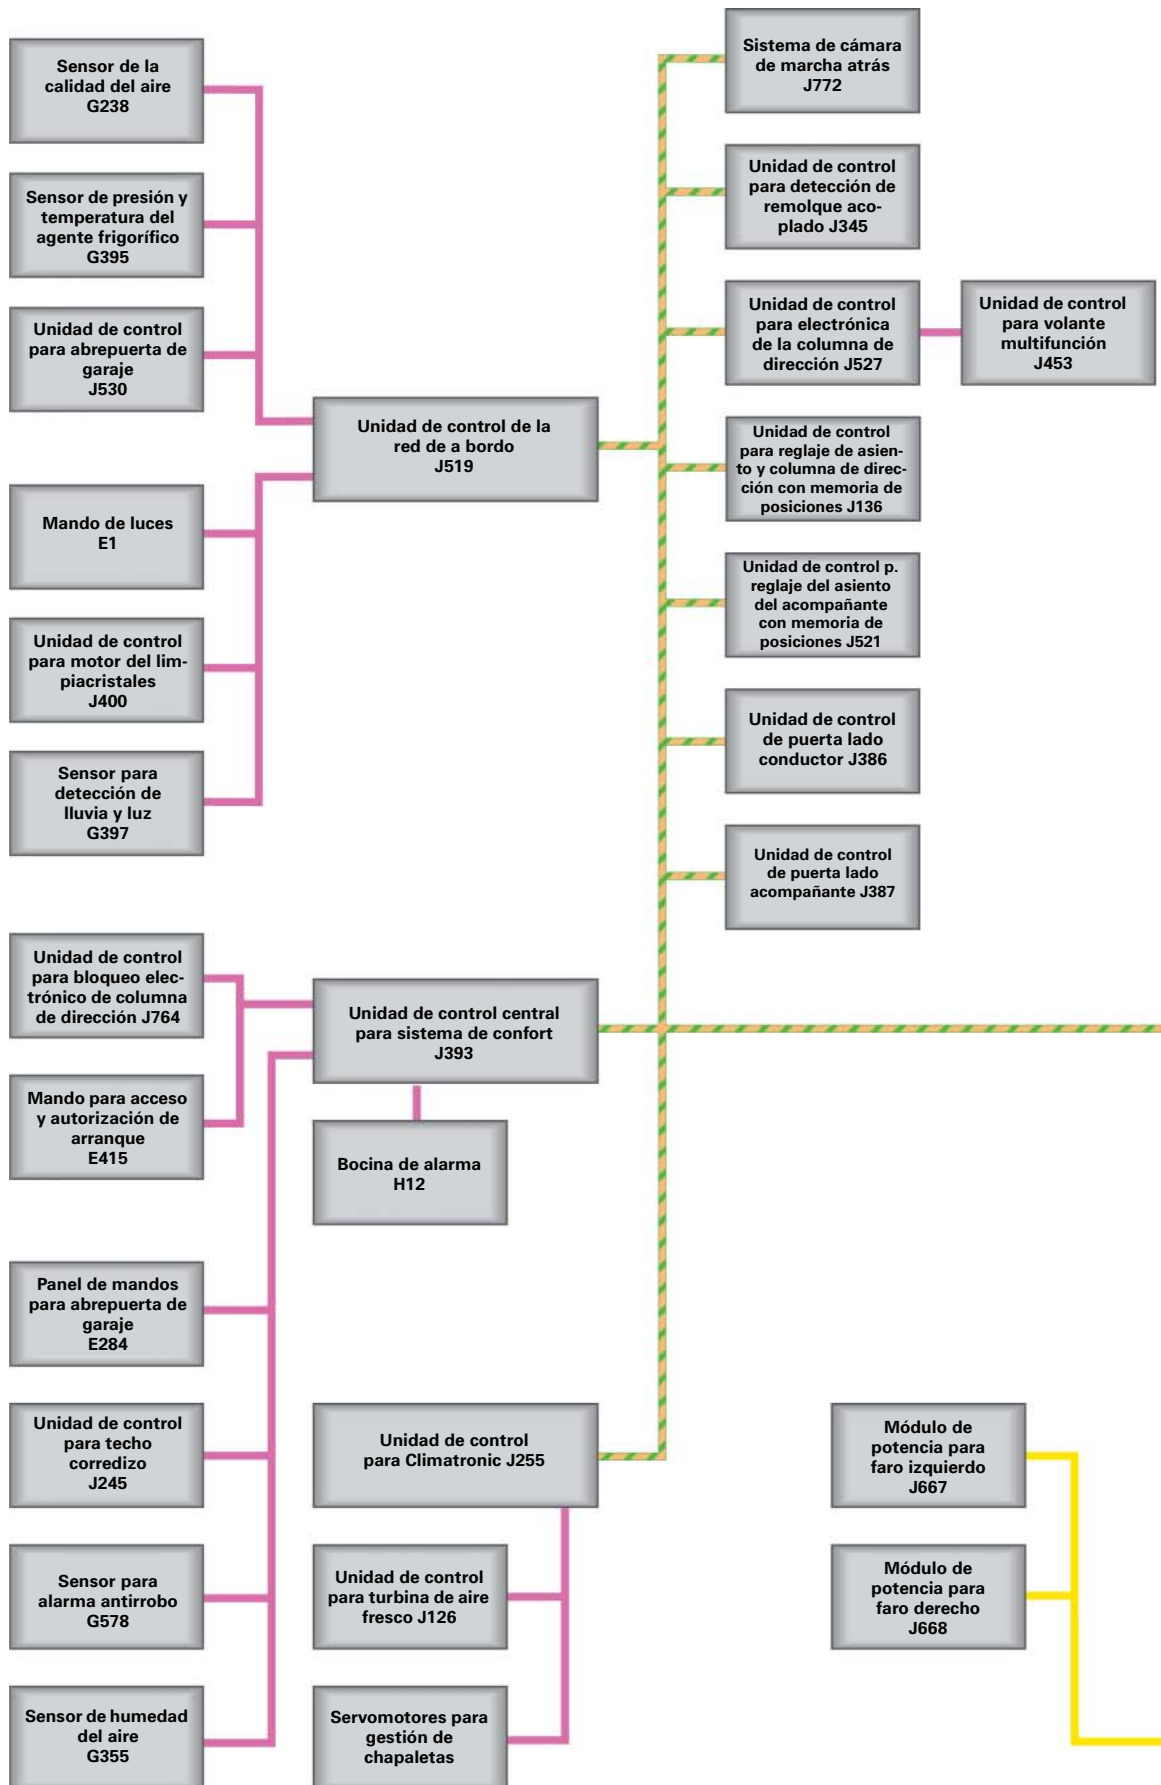 Sensor de la
calidad del aire
G238
Sensor de presión y
temperatura del
agente frigorífico
G395
Unidad de control
para abrepuerta de
garaje
J530
Mando de luces
E1
Unidad de control
para motor del lim-
piacristales
J400
Sensor para
detección de
lluvia y luz
G397
Unidad de control de la
red de a bordo
J519
Sistema de cámara
de marcha atrás
J772
Unidad de control
para detección de
remolque aco-
plado J345
Unidad de control
para electrónica
de la columna de
dirección J527
Unidad de control
para volante
multifunción
J453
Unidad de control
para reglaje de asien-
to y columna de direc-
ción con memoria de
posiciones J136
Unidad de control p.
reglaje del asiento
del acompañante
con memoria de
posiciones J521
Unidad de control
de puerta lado
conductor J386
Unidad de control
de puerta lado
acompañante J387
Unidad de control
para bloqueo elec-
trónico de columna
de dirección J764
Mando para acceso
y autorización de
arranque
E415
Unidad de control central
para sistema de confort
J393
Bocina de alarma
H12
Panel de mandos
para abrepuerta de
garaje
E284
Unidad de control
para techo
corredizo
J245
Sensor para
alarma antirrobo
G578
Sensor de humedad
del aire
G355
Unidad de control
para Climatronic J255
Unidad de control
para turbina de aire
fresco J126
Servomotores para
gestión de
chapaletas
Módulo de
potencia para
faro izquierdo
J667
Módulo de
potencia para
faro derecho
J668